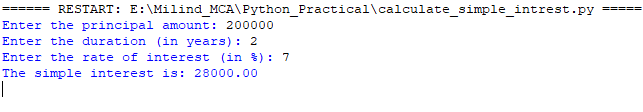 ====== RESTART: E:\Milind_MCA\Python_Practical\calculate_simple_intrest.py =====
Enter the principal amount: 200000
Enter the duration (in years): 2
Enter the rate of interest (in %): 7
The simple interest is: 28000.00